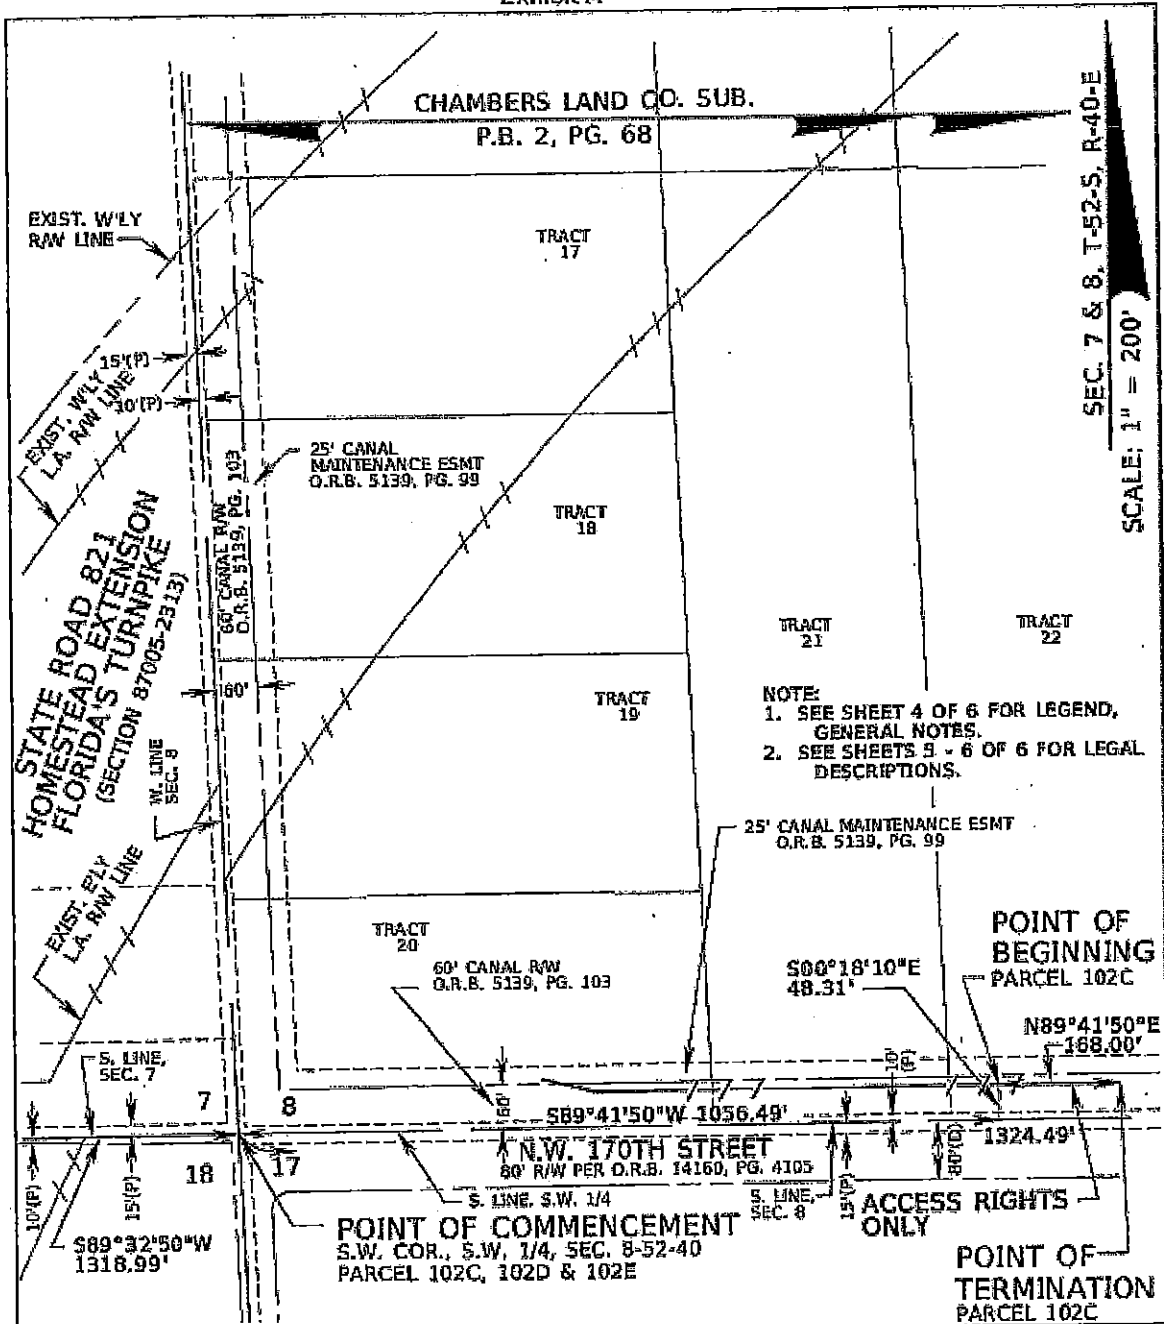 CHAMBERS LAND CO. SUB.
P.B. 2, PG. 68
SEC. 7 & 8, T-52-S, R-40-E
SCALE: 1" = 200'
EXIST. W'LY
R/W LINE
TRACT
17
15'(P)
10'(P)
EXIST. W'LY
L.A. R/W LINE
25' CANAL
MAINTENANCE ESMT
O.R.B. 5139, PG. 99
60' CANAL R/W
O.R.B. 5139, PG. 103
TRACT
18
STATE ROAD 821
HOMESTEAD EXTENSION
FLORIDA'S TURNPIKE
(SECTION 87005-2313)
TRACT
21
TRACT
22
60'
TRACT
19
W. LINE
SEC. 8
NOTE:
1. SEE SHEET 4 OF 6 FOR LEGEND,
GENERAL NOTES.
2. SEE SHEETS 5 - 6 OF 6 FOR LEGAL
DESCRIPTIONS.
25' CANAL MAINTENANCE ESMT
O.R.B. 5139, PG. 99
EXIST. E'LY
L.A. R/W LINE
TRACT
20
60' CANAL R/W
O.R.B. 5139, PG. 103
POINT OF
BEGINNING
PARCEL 102C
S00°18'10"E
48.31'
N89°41'50"E
168.00'
S. LINE,
SEC. 7
7
8
60'
10'
(P)
S89°41'50"W 1056.49'
1324.49'
N.W. 170TH STREET
80' R/W PER O.R.B. 14160, PG. 4105
80'(D)
18
17
10'(P)
15'(P)
S. LINE, S.W. 1/4
S. LINE,
SEC. 8
15'(P)
ACCESS RIGHTS
ONLY
S89°32'50"W
1318.99'
POINT OF COMMENCEMENT
S.W. COR., S.W. 1/4, SEC. 8-52-40
PARCEL 102C, 102D & 102E
POINT OF
TERMINATION
PARCEL 102C